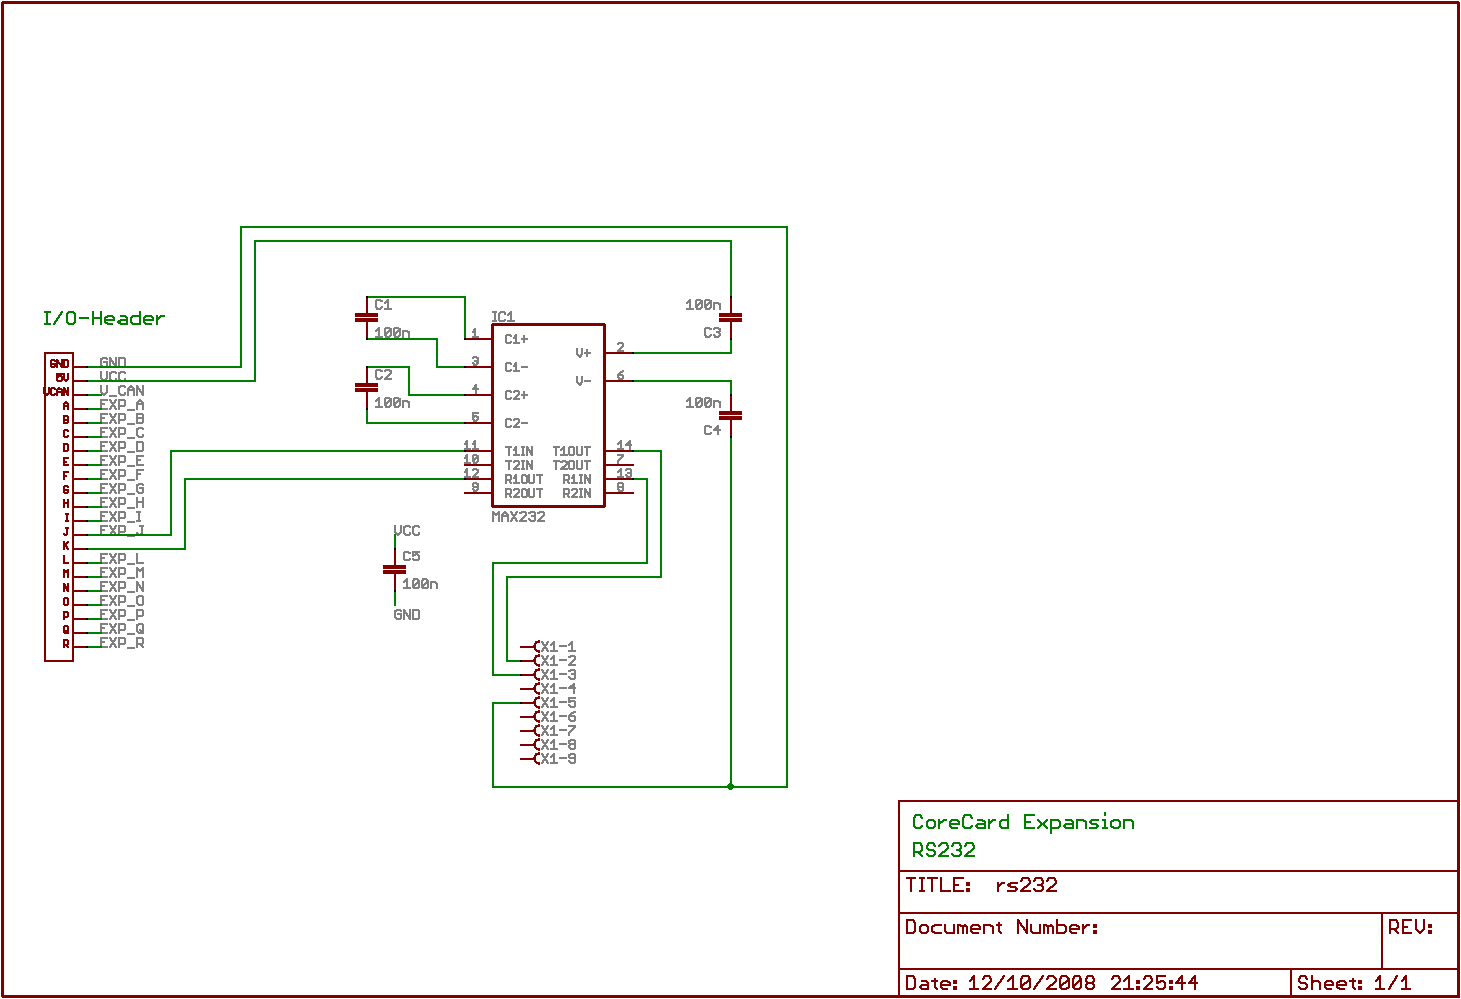 I/O-Header
GND GND
5V VCC
VCAN V_CAN
A EXP_A
B EXP_B
C EXP_C
D EXP_D
E EXP_E
F EXP_F
G EXP_G
H EXP_H
I EXP_I
J EXP_J
K
L EXP_L
M EXP_M
N EXP_N
O EXP_O
P EXP_P
Q EXP_Q
R EXP_R
C1
100n
C2
100n
IC1
1 C1+
3 C1-
4 C2+
5 C2-
11 T1IN T1OUT 14
10 T2IN T2OUT 7
12 R1OUT R1IN 13
9 R2OUT R2IN 8
V+ 2
V- 6
MAX232
100n
C3
100n
C4
VCC
C5
100n
GND
X1-1
X1-2
X1-3
X1-4
X1-5
X1-6
X1-7
X1-8
X1-9
CoreCard Expansion
RS232
TITLE: rs232
Document Number:
REV:
Date: 12/10/2008 21:25:44
Sheet: 1/1